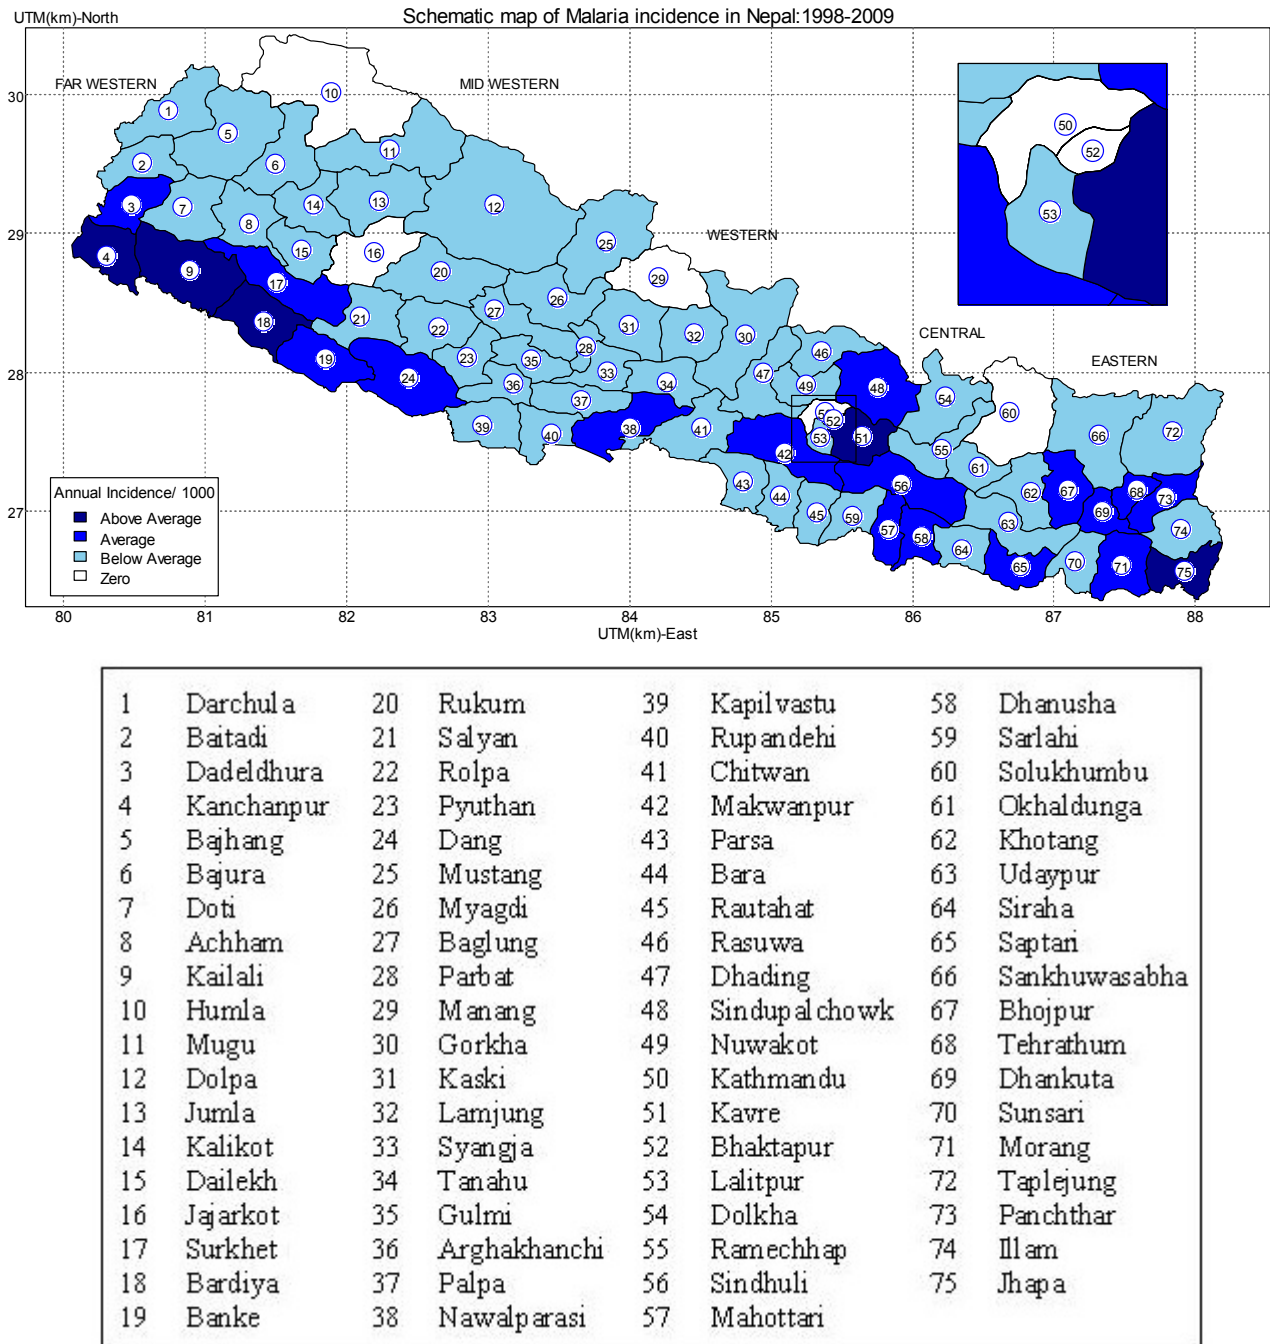 UTM(km)-North
Schematic map of Malaria incidence in Nepal:1998-2009
FAR WESTERN
MID WESTERN
WESTERN
CENTRAL
EASTERN
30
29
28
27
1
2
3
4
5
6
7
8
9
10
11
12
13
14
15
16
17
18
19
20
21
22
23
24
25
26
27
28
29
30
31
32
33
34
35
36
37
38
39
40
41
42
43
44
45
46
47
48
49
50
51
52
53
54
55
56
57
58
59
60
61
62
63
64
65
66
67
68
69
70
71
72
73
74
75
50
52
53
Annual Incidence/ 1000
Above Average
Average
Below Average
Zero
80 81 82 83 84 85 86 87 88
UTM(km)-East
1 Darchula 20 Rukum 39 Kapilvastu 58 Dhanusha
2 Baitadi 21 Salyan 40 Rupandehi 59 Sarlahi
3 Dadeldhura 22 Rolpa 41 Chitwan 60 Solukhumbu
4 Kanchanpur 23 Pyuthan 42 Makwanpur 61 Okhaldunga
5 Bajhang 24 Dang 43 Parsa 62 Khotang
6 Bajura 25 Mustang 44 Bara 63 Udaypur
7 Doti 26 Myagdi 45 Rautahat 64 Siraha
8 Achham 27 Baglung 46 Rasuwa 65 Saptari
9 Kailali 28 Parbat 47 Dhading 66 Sankhuwasabha
10 Humla 29 Manang 48 Sindupalchowk 67 Bhojpur
11 Mugu 30 Gorkha 49 Nuwakot 68 Tehrathum
12 Dolpa 31 Kaski 50 Kathmandu 69 Dhankuta
13 Jumla 32 Lamjung 51 Kavre 70 Sunsari
14 Kalikot 33 Syangja 52 Bhaktapur 71 Morang
15 Dailekh 34 Tanahu 53 Lalitpur 72 Taplejung
16 Jajarkot 35 Gulmi 54 Dolkha 73 Panchthar
17 Surkhet 36 Arghakhanchi 55 Ramechhap 74 Illam
18 Bardiya 37 Palpa 56 Sindhuli 75 Jhapa
19 Banke 38 Nawalparasi 57 Mahottari